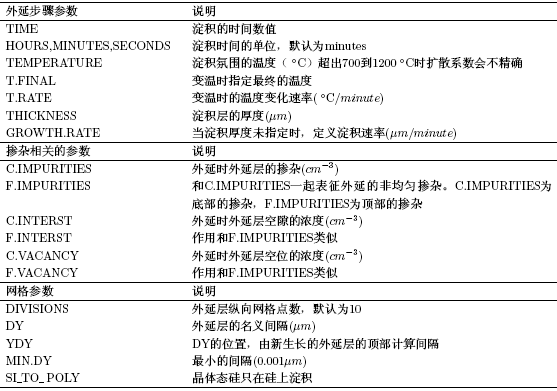 外延步骤参数 说明
TIME 淀积的时间数值
HOURS,MINUTES,SECONDS 淀积时间的单位，默认为minutes
TEMPERATURE 淀积氛围的温度（ °C）超出700到1200 °C时扩散系数会不精确
T.FINAL 变温时指定最终的温度
T.RATE 变温时的温度变化速率( °C/minute)
THICKNESS 淀积层的厚度(μm)
GROWTH.RATE 当淀积厚度未指定时，定义淀积速率(μm/minute)
掺杂相关的参数 说明
C.IMPURITIES 外延时外延层的掺杂(cm⁻³)
F.IMPURITIES 和C.IMPURITIES一起表征外延的非均匀掺杂。C.IMPURITIES为
底部的掺杂，F.IMPURITIES为顶部的掺杂
C.INTERST 外延时外延层空隙的浓度(cm⁻³)
F.INTERST 作用和F.IMPURITIES类似
C.VACANCY 外延时外延层空位的浓度(cm⁻³)
F.VACANCY 作用和F.IMPURITIES类似
网格参数 说明
DIVISIONS 外延层纵向网格点数，默认为10
DY 外延层的名义间隔(μm)
YDY DY的位置，由新生长的外延层的顶部计算间隔
MIN.DY 最小的间隔(0.001μm)
SI_TO_POLY 晶体态硅只在硅上淀积